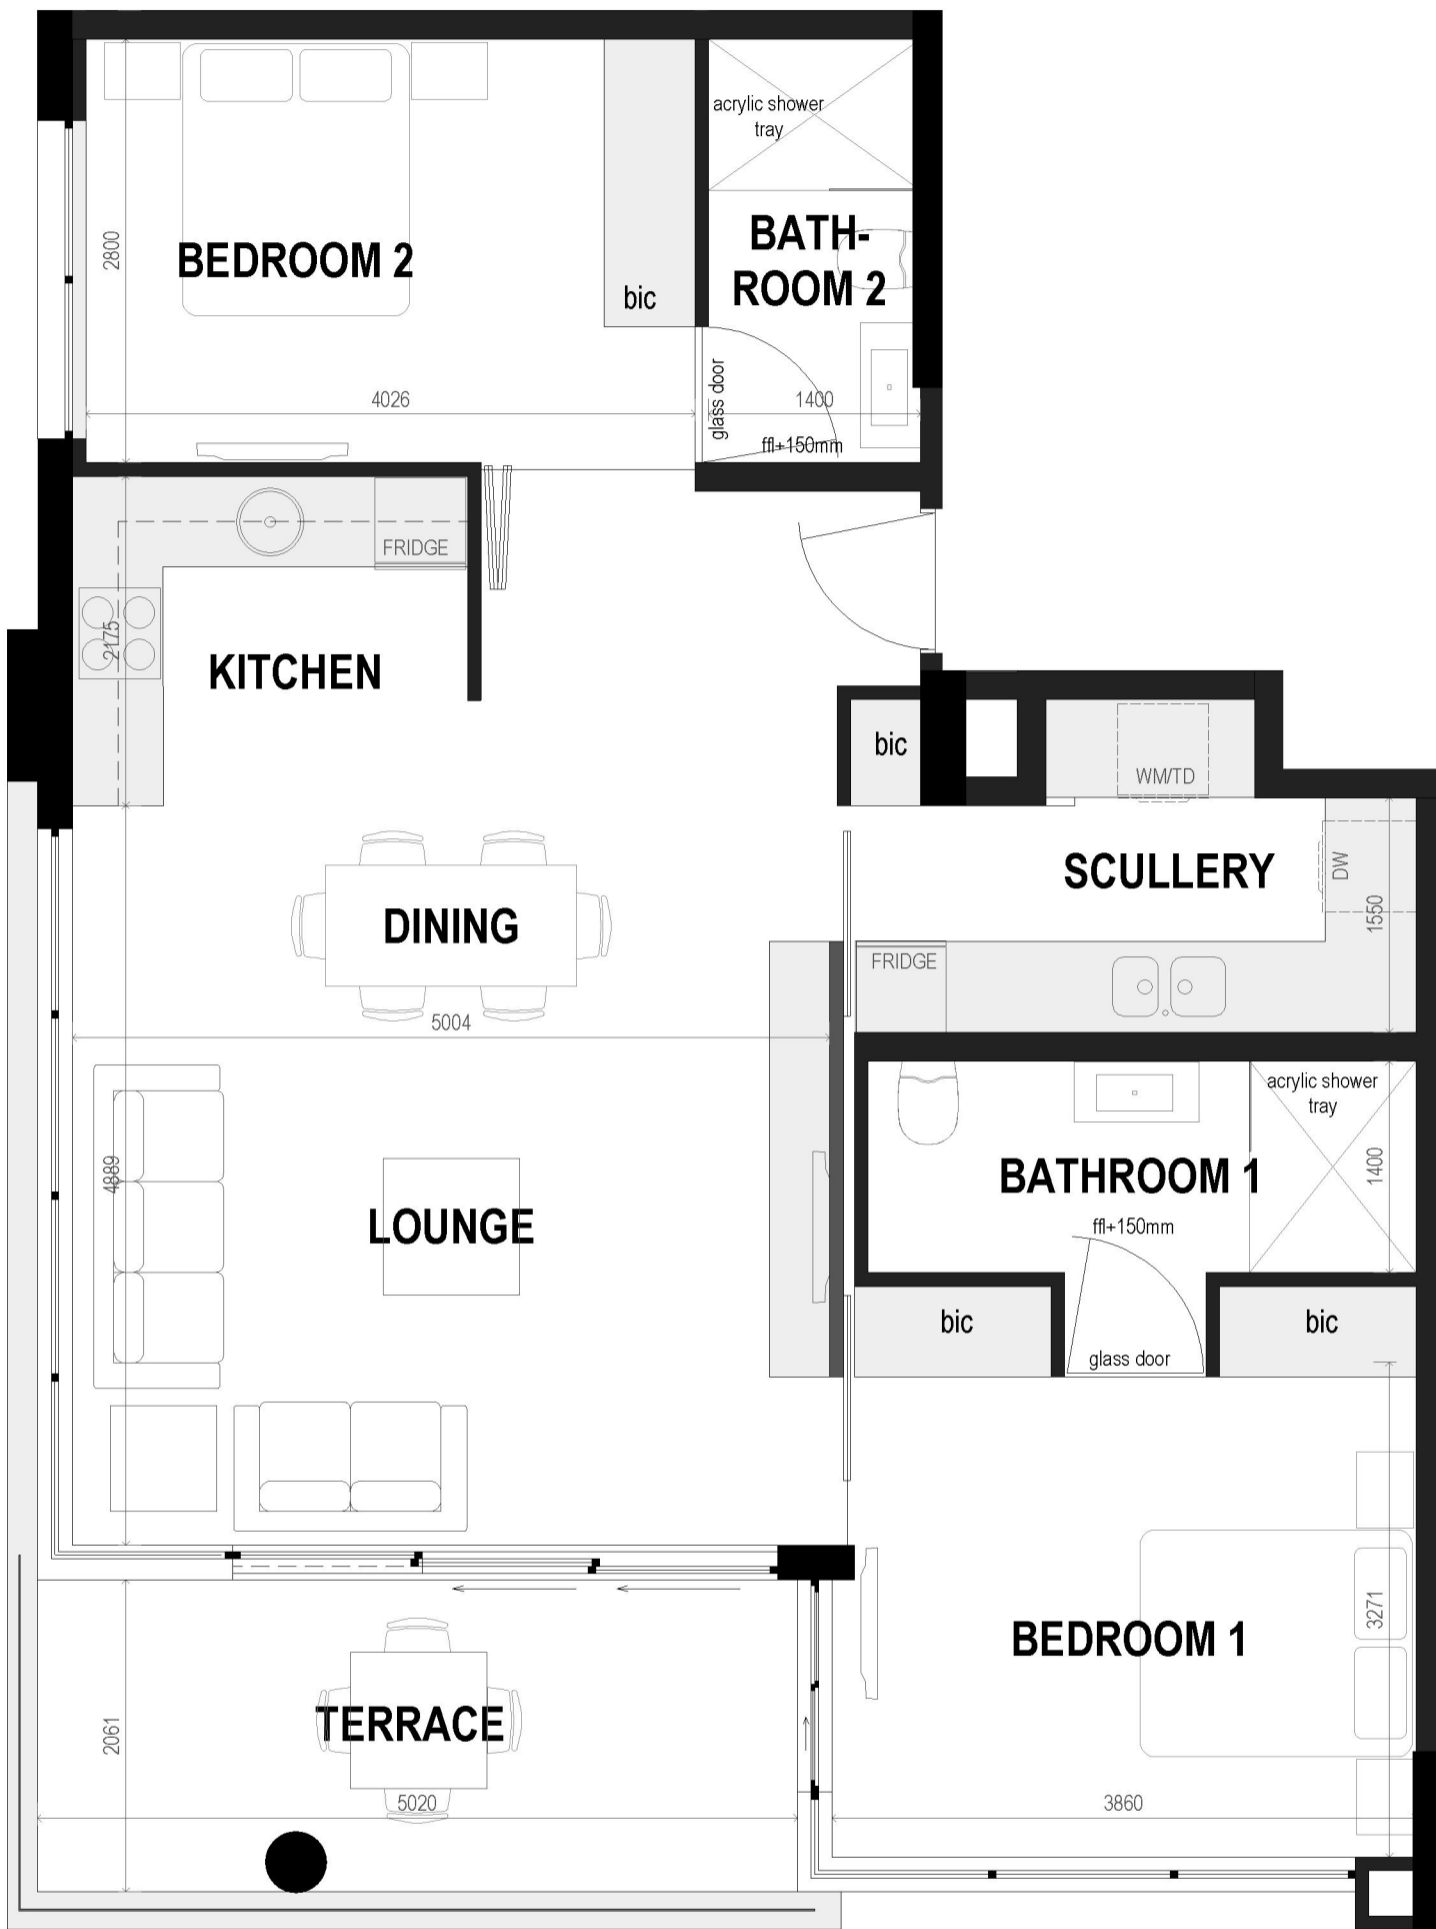 acrylic shower
tray
2800
BEDROOM 2
BATH-
ROOM 2
bic
4026
glass door
1400
ffl+150mm
FRIDGE
2175
KITCHEN
bic
WM/TD
SCULLERY
DW
1550
DINING
FRIDGE
5004
acrylic shower
tray
4889
BATHROOM 1
1400
LOUNGE
ffl+150mm
bic
bic
glass door
3271
BEDROOM 1
TERRACE
2061
5020
3860